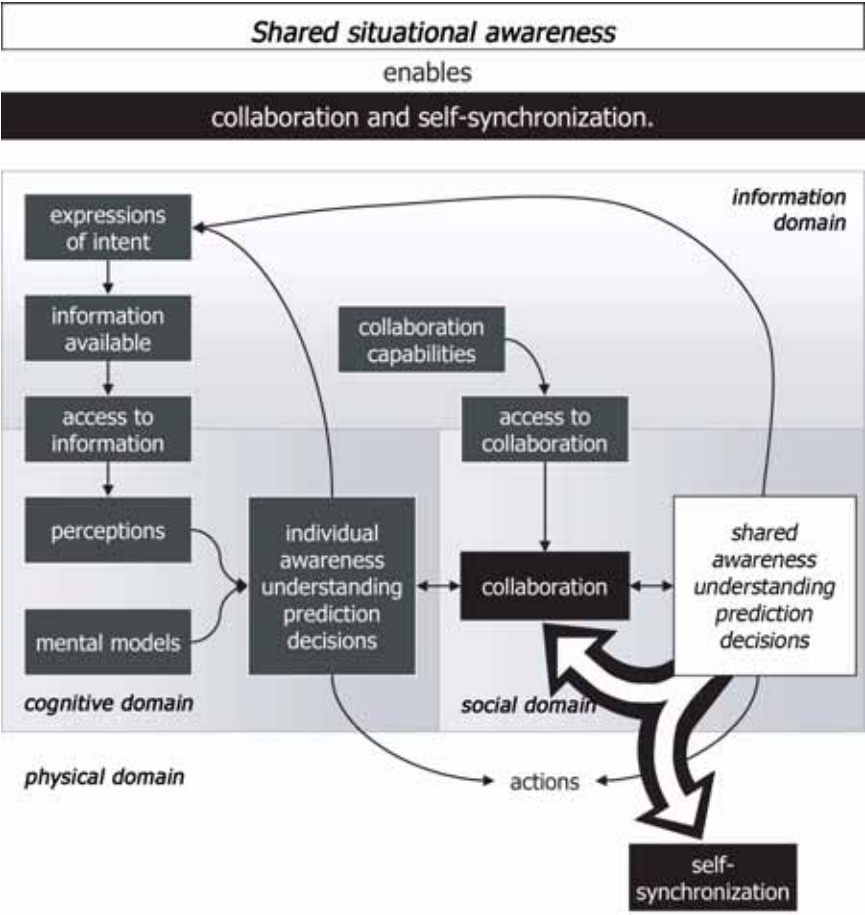 Shared situational awareness
enables
collaboration and self-synchronization.
information
domain
expressions
of intent
information
available
collaboration
capabilities
access to
information
access to
collaboration
perceptions
individual
awareness
understanding
prediction
decisions
collaboration
shared
awareness
understanding
prediction
decisions
mental models
cognitive domain
social domain
physical domain
actions
self-
synchronization